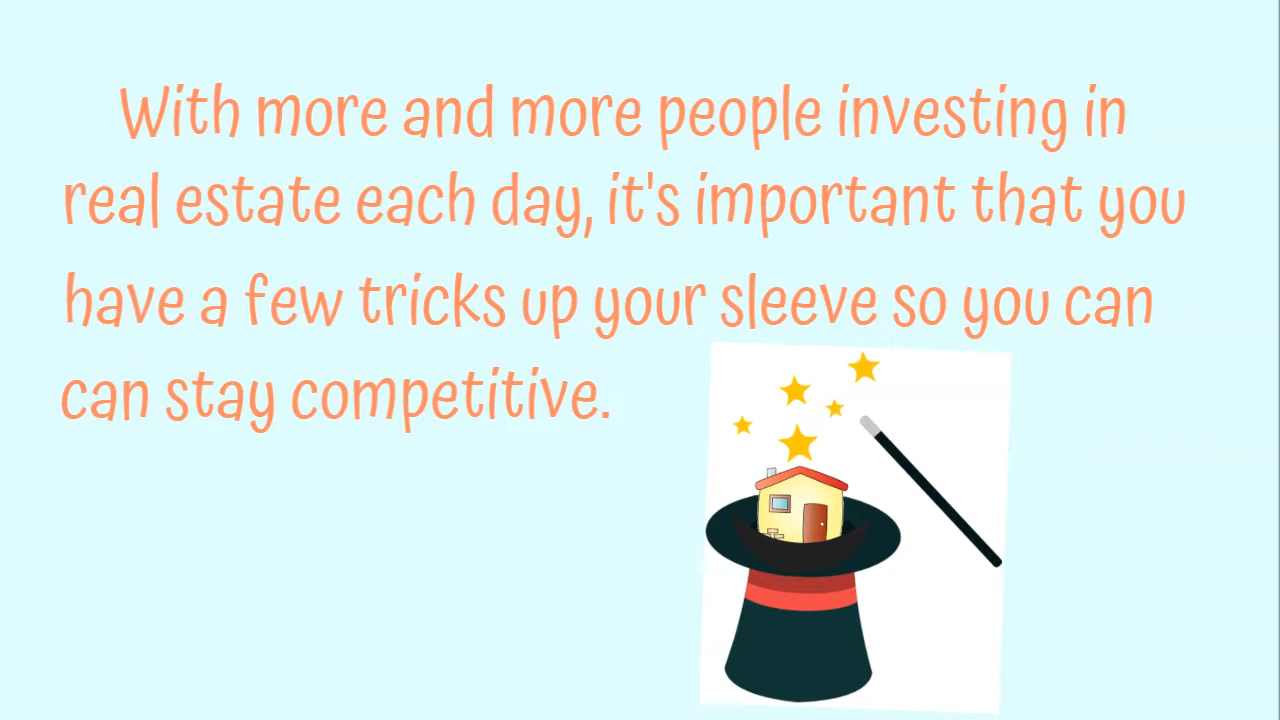 With more and more people investing in
real estate each day, it's important that you
have a few tricks up your sleeve so you can
can stay competitive.